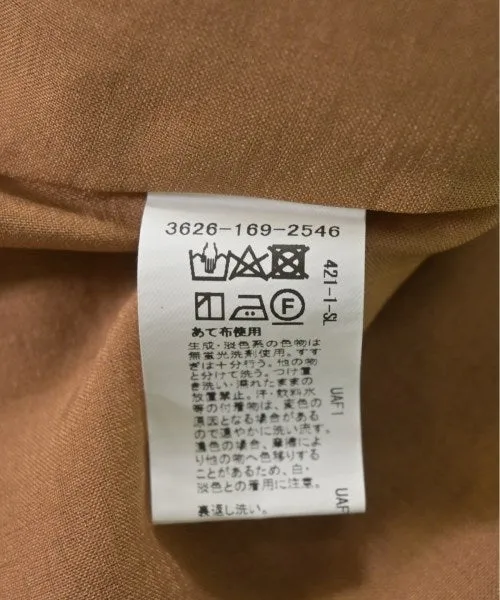 3626-169-2546
F
421-1-SL
あて布使用
生成・淡色系の色物は
無蛍光洗剤使用。すす
ぎは十分行う。他の物
と分けて洗う。つけ置
き洗い・濡れたままの
放置禁止。汗・飲料水
等の付着物は、変色の
原因となる場合がある
ので速やかに洗い流す。
濃色の場合、摩擦によ
り他の物へ色移りする
ことがあるため、白・
淡色との着用に注意。
裏返し洗い。
UAF1
UAF